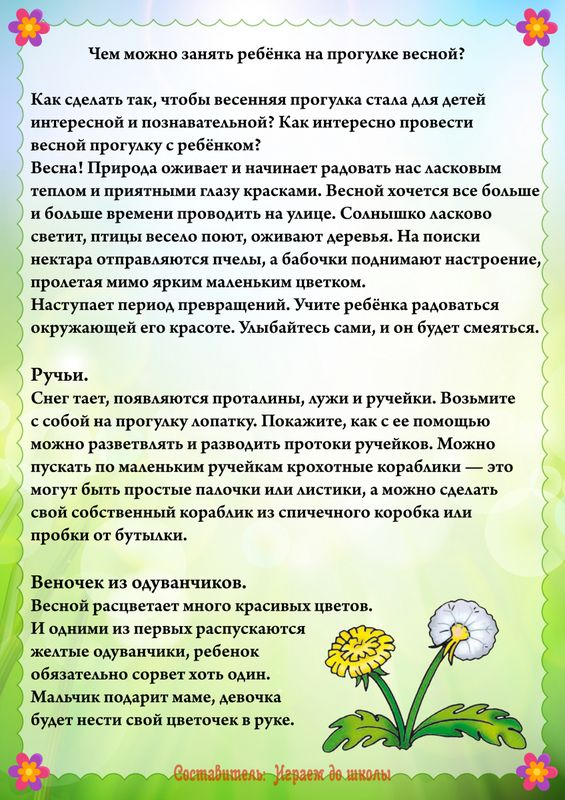 Чем можно занять ребёнка на прогулке весной?
Как сделать так, чтобы весенняя прогулка стала для детей
интересной и познавательной? Как интересно провести
весной прогулку с ребёнком?
Весна! Природа оживает и начинает радовать нас ласковым
теплом и приятными глазу красками. Весной хочется все больше
и больше времени проводить на улице. Солнышко ласково
светит, птицы весело поют, оживают деревья. На поиски
нектара отправляются пчелы, а бабочки поднимают настроение,
пролетая мимо ярким маленьким цветком.
Наступает период превращений. Учите ребёнка радоваться
окружающей его красоте. Улыбайтесь сами, и он будет смеяться.
Ручьи.
Снег тает, появляются проталины, лужи и ручейки. Возьмите
с собой на прогулку лопатку. Покажите, как с ее помощью
можно разветвлять и разводить протоки ручейков. Можно
пускать по маленьким ручейкам крохотные кораблики — это
могут быть простые палочки или листики, а можно сделать
свой собственный кораблик из спичечного коробка или
пробки от бутылки.
Веночек из одуванчиков.
Весной расцветает много красивых цветов.
И одними из первых распускаются
желтые одуванчики, ребенок
обязательно сорвет хоть один.
Мальчик подарит маме, девочка
будет нести свой цветочек в руке.
Составитель: Играем до школы